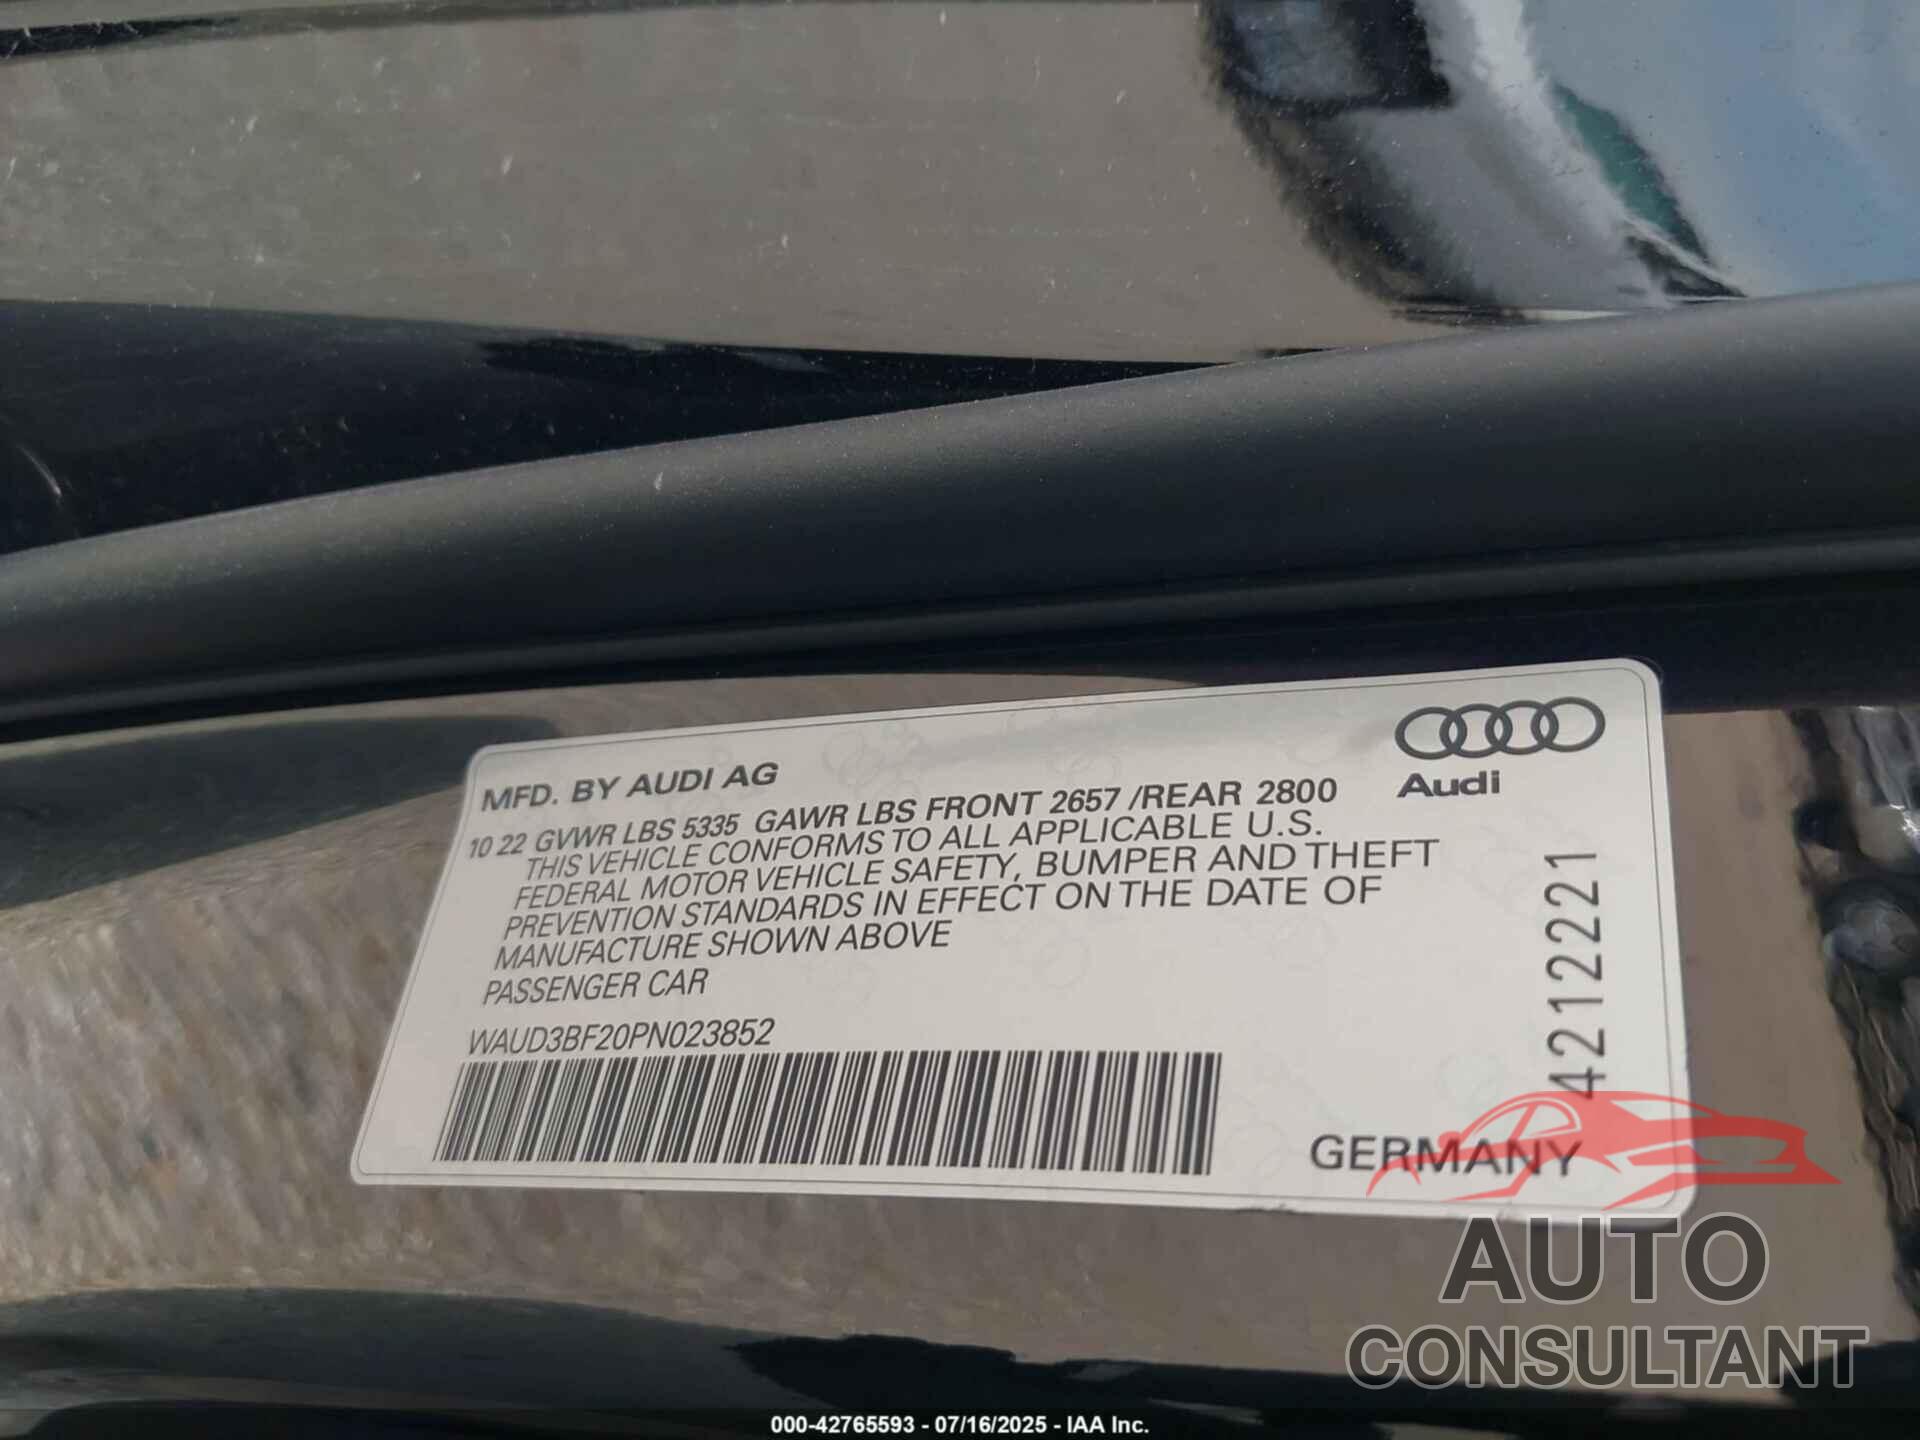 MFD. BY AUDI AG
Audi
10 22 GVWR LBS 5335 GAWR LBS FRONT 2657 /REAR 2800
THIS VEHICLE CONFORMS TO ALL APPLICABLE U.S.
FEDERAL MOTOR VEHICLE SAFETY, BUMPER AND THEFT
PREVENTION STANDARDS IN EFFECT ON THE DATE OF
MANUFACTURE SHOWN ABOVE
PASSENGER CAR
WAUD3BF20PN023852
4212221
GERMANY
AUTO
CONSULTANT
000-42765593 - 07/16/2025 - IAA Inc.